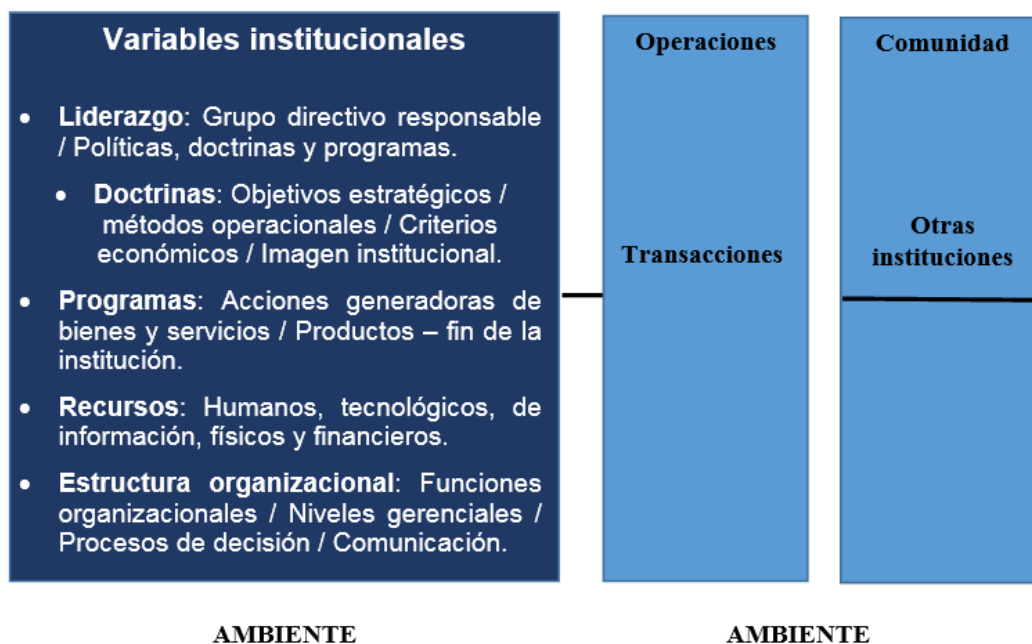 Variables institucionales
• Liderazgo: Grupo directivo responsable
/ Políticas, doctrinas y programas.
• Doctrinas: Objetivos estratégicos /
métodos operacionales / Criterios
económicos / Imagen institucional.
• Programas: Acciones generadoras de
bienes y servicios / Productos – fin de la
institución.
• Recursos: Humanos, tecnológicos, de
información, físicos y financieros.
• Estructura organizacional: Funciones
organizacionales / Niveles gerenciales /
Procesos de decisión / Comunicación.
Operaciones
Transacciones
Comunidad
Otras
instituciones
AMBIENTE
AMBIENTE